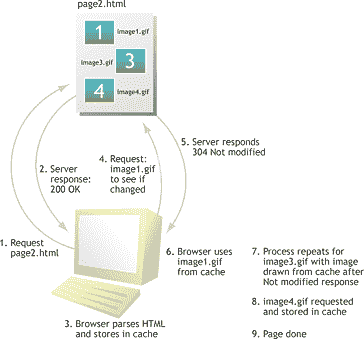 page2.html
1
image1.gif
image3.gif
3
4
image4.gif
5. Server responds
304 Not modified
2. Server
response:
200 OK
4. Request:
image1.gif
to see if
changed
1. Request
page2.html
6. Browser uses
image1.gif
from cache
7. Process repeats for
image3.gif with image
drawn from cache after
Not modified response
8. image4.gif requested
and stored in cache
9. Page done
3. Browser parses HTML
and stores in cache